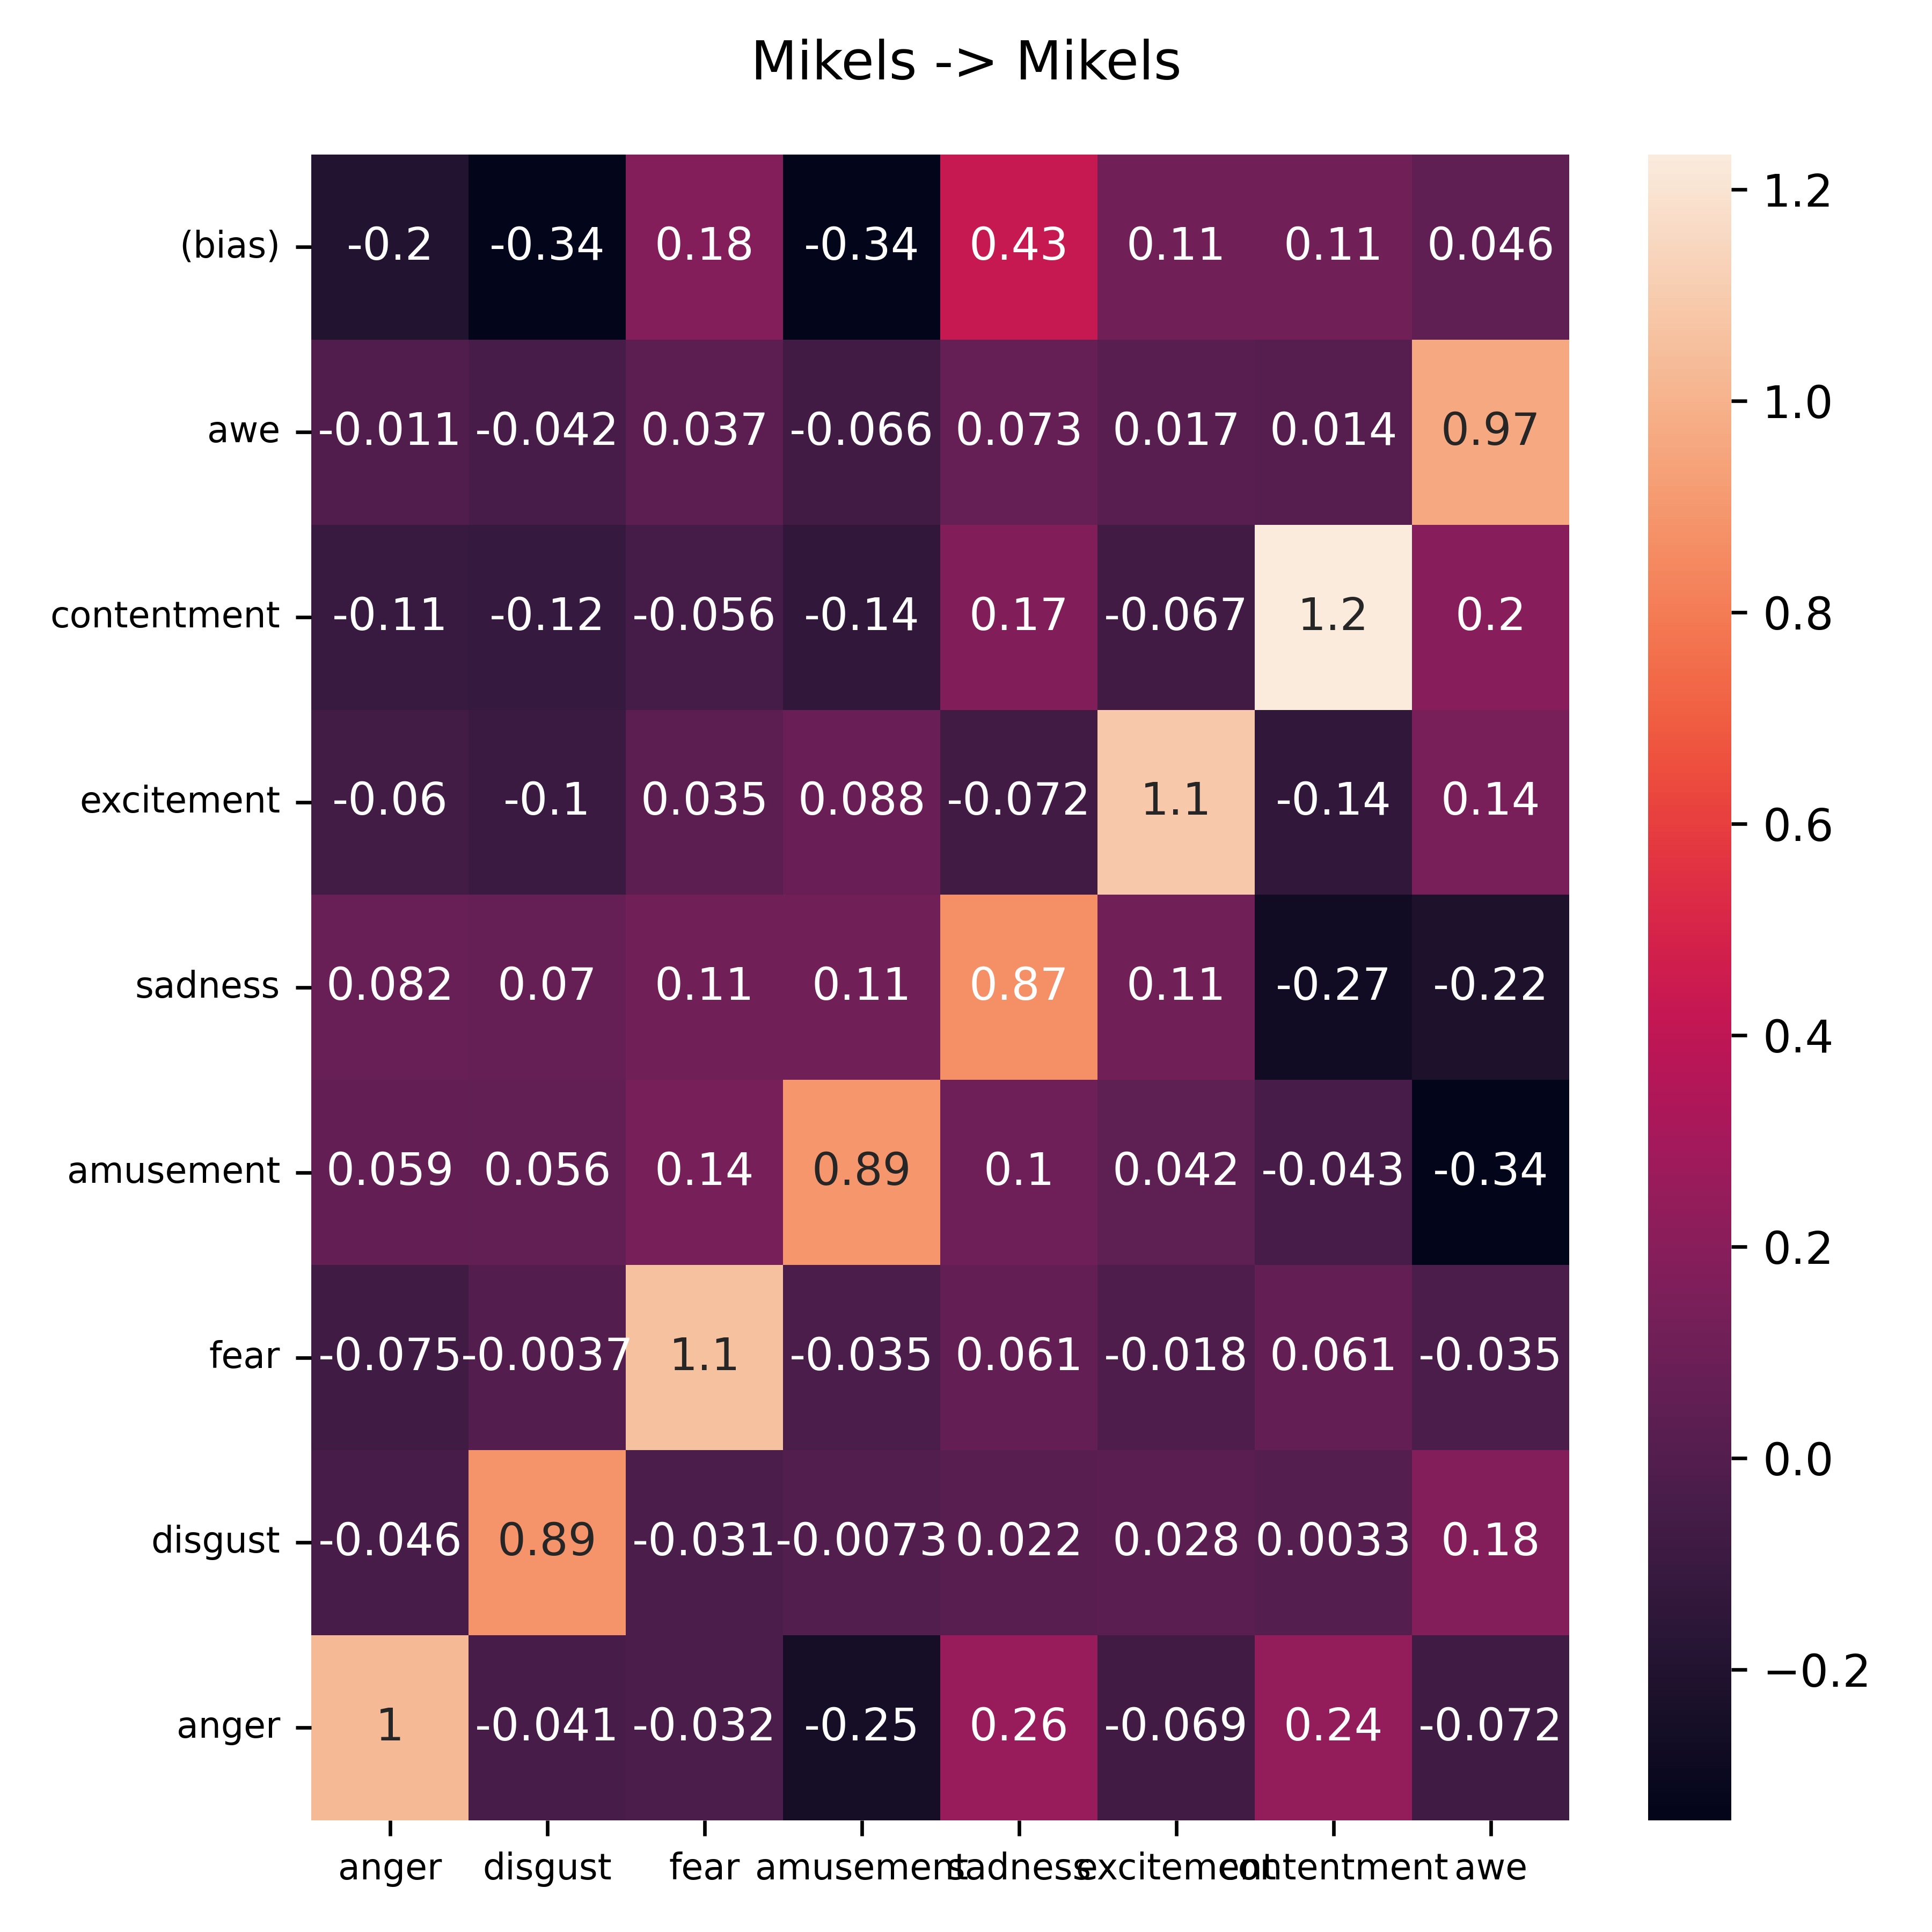 Mikels -> Mikels
(bias) -0.2 -0.34 0.18 -0.34 0.43 0.11 0.11 0.046
awe -0.011 -0.042 0.037 -0.066 0.073 0.017 0.014 0.97
contentment -0.11 -0.12 -0.056 -0.14 0.17 -0.067 1.2 0.2
excitement -0.06 -0.1 0.035 0.088 -0.072 1.1 -0.14 0.14
sadness 0.082 0.07 0.11 0.11 0.87 0.11 -0.27 -0.22
amusement 0.059 0.056 0.14 0.89 0.1 0.042 -0.043 -0.34
fear -0.075 -0.0037 1.1 -0.035 0.061 -0.018 0.061 -0.035
disgust -0.046 0.89 -0.031 -0.0073 0.022 0.028 0.0033 0.18
anger 1 -0.041 -0.032 -0.25 0.26 -0.069 0.24 -0.072
anger disgust fear amusement sadness excitement contentment awe
1.2
1.0
0.8
0.6
0.4
0.2
0.0
−0.2